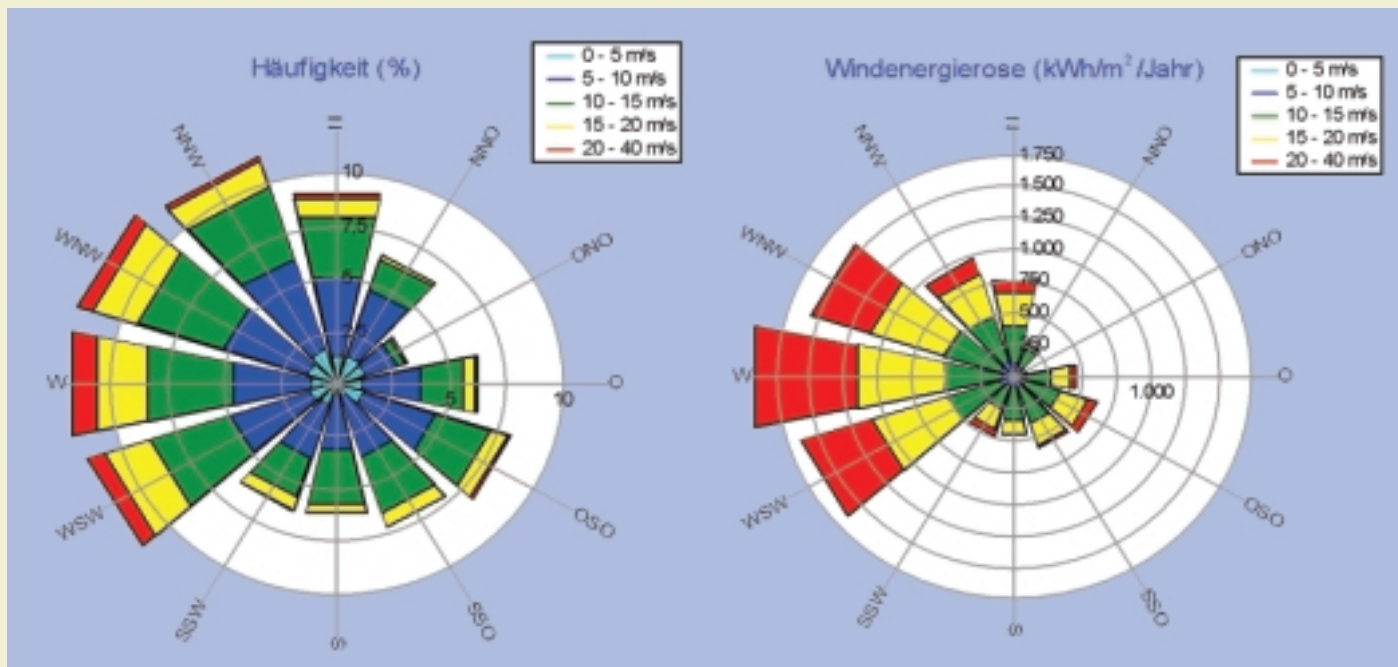 Häufigkeit (%)
0 - 5 m/s
5 - 10 m/s
10 - 15 m/s
15 - 20 m/s
20 - 40 m/s
NNW
NNO
WNW
ONO
W
O
WSW
OSO
SSW
SSO
S
10
7,5
5
2,5
5
10
Windenergierose (kWh/m²/Jahr)
0 - 5 m/s
5 - 10 m/s
10 - 15 m/s
15 - 20 m/s
20 - 40 m/s
NNW
NNO
WNW
ONO
W
O
WSW
OSO
SSW
SSO
S
1.750
1.500
1.250
1.000
750
500
250
1.000